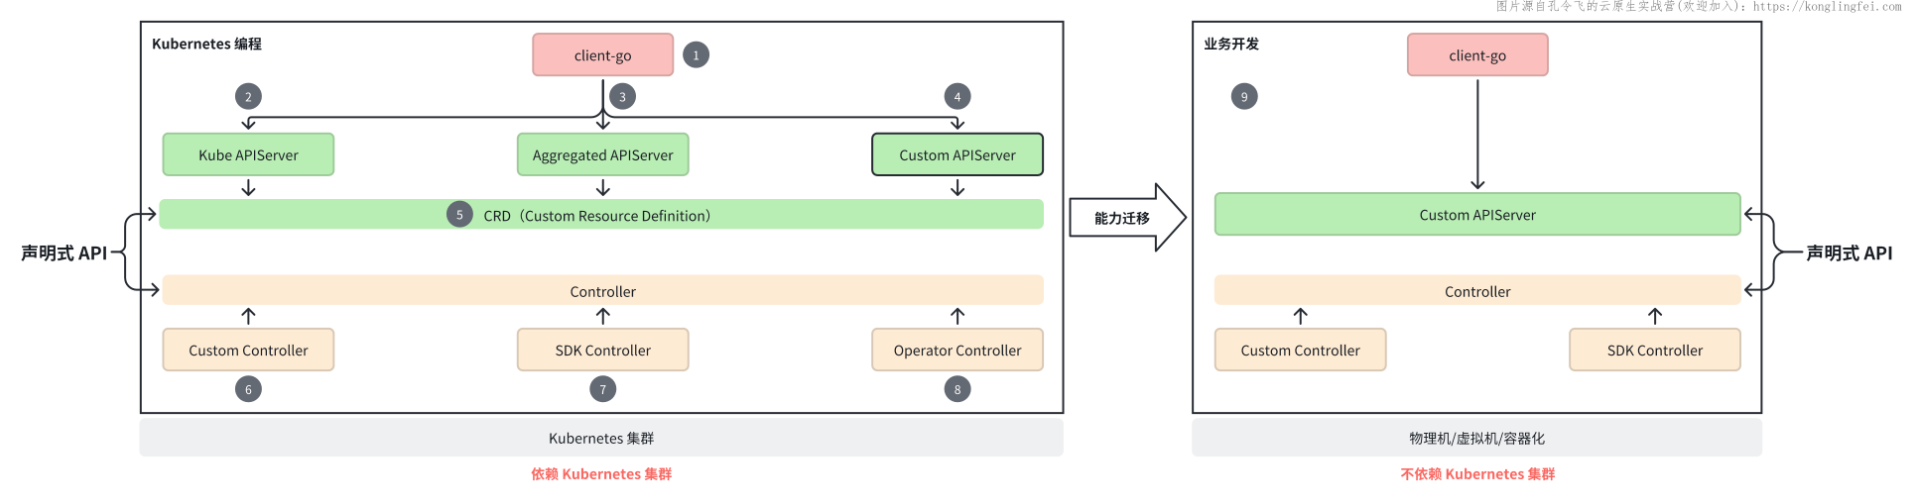 图片源自孔令飞的云原生实战营(欢迎加入): https://konglingfei.com
Kubernetes 编程
client-go
1
2
3
4
Kube APIServer
Aggregated APIServer
Custom APIServer
5
CRD（Custom Resource Definition）
声明式 API
Controller
Custom Controller
SDK Controller
Operator Controller
6
7
8
Kubernetes 集群
依赖 Kubernetes 集群
能力迁移
业务开发
client-go
9
Custom APIServer
声明式 API
Controller
Custom Controller
SDK Controller
物理机/虚拟机/容器化
不依赖 Kubernetes 集群